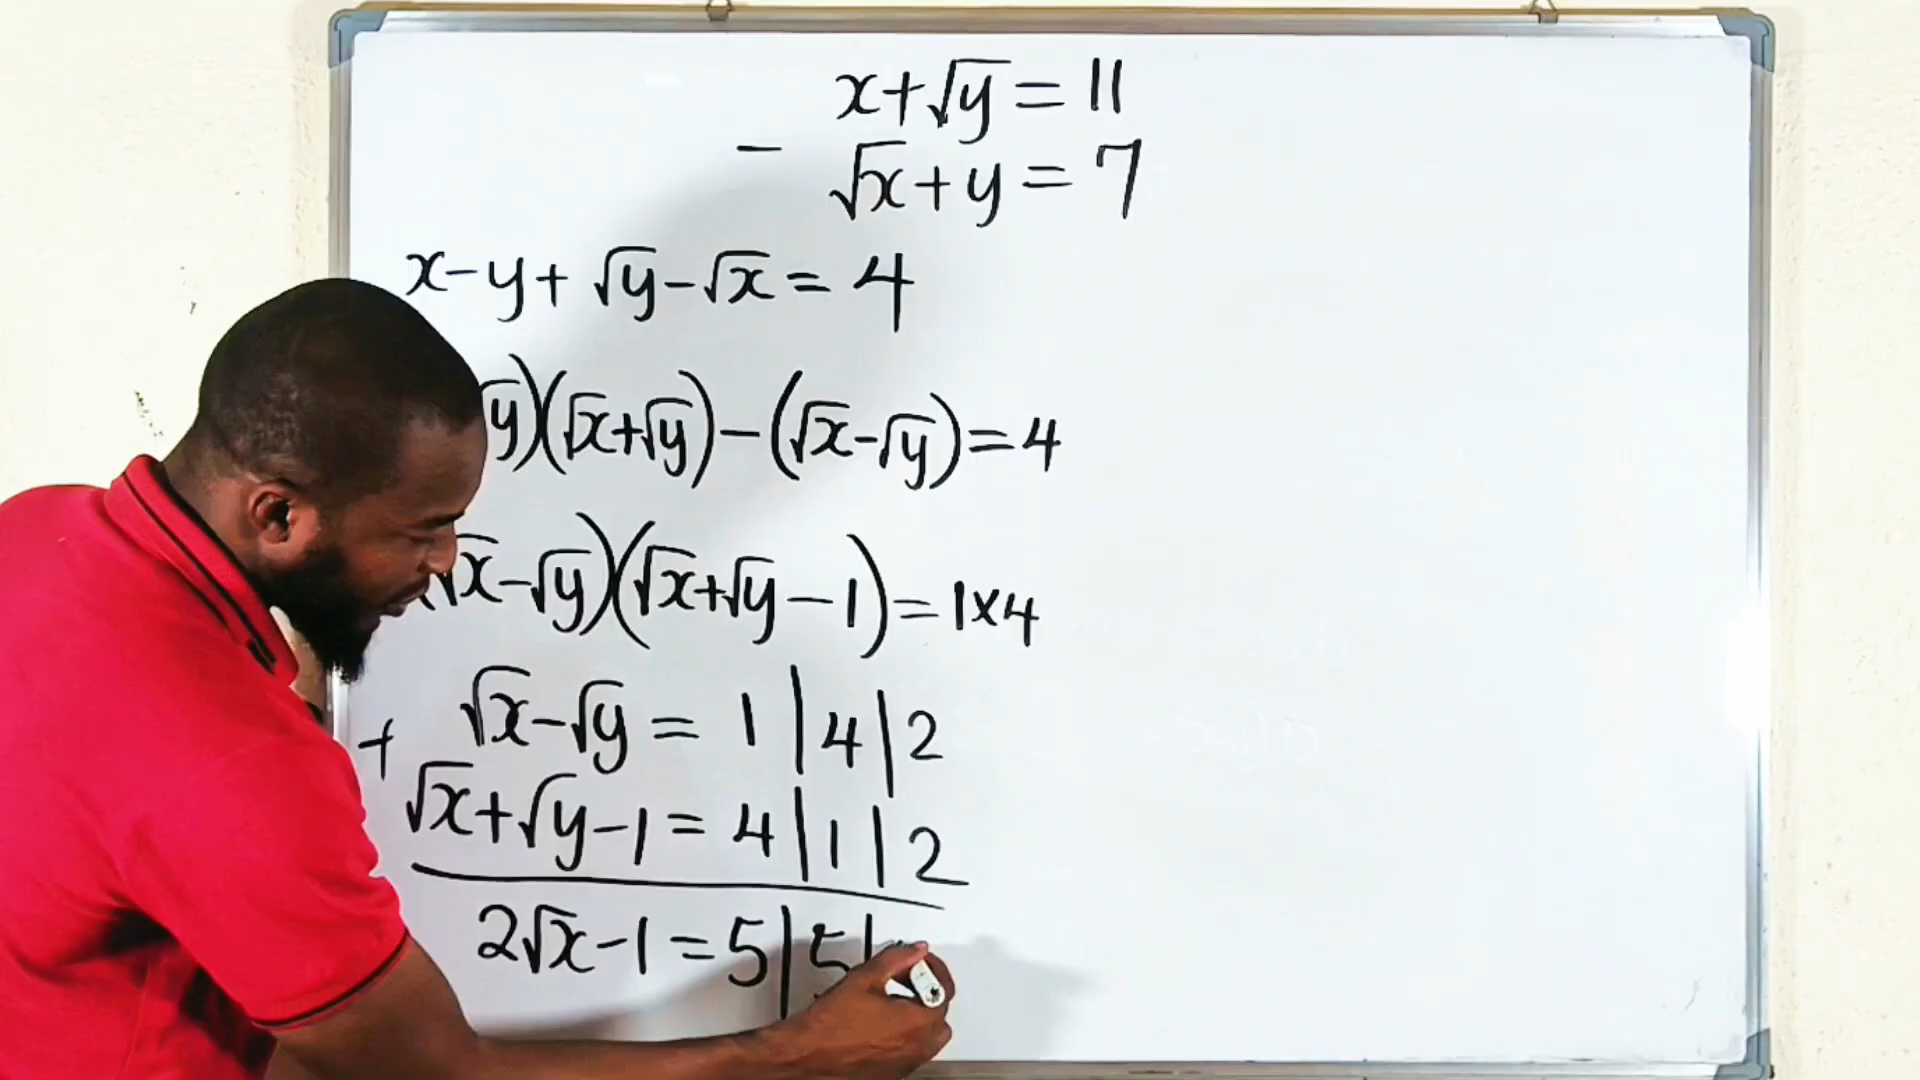 x+√y = 11
− √x+y = 7
x−y+ √y−√x = 4
y)(√x+√y)−(√x−√y)=4
√x−√y)(√x+√y−1)=1×4
+ √x−√y = 1|4|2
√x+√y−1 = 4|1|2
2√x−1 = 5|5|